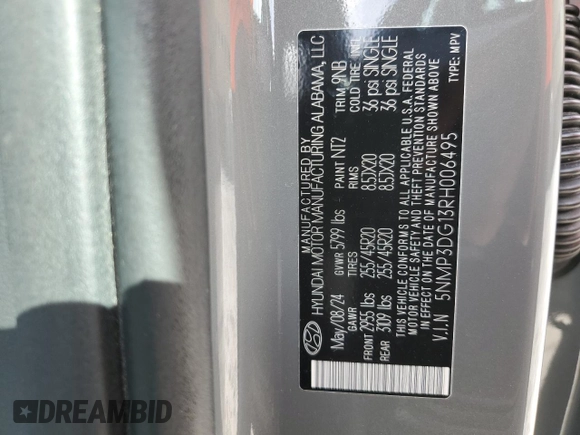 MANUFACTURED BY
HYUNDAI MOTOR MANUFACTURING ALABAMA, LLC
May/08/24 GVWR 5799 lbs PAINT NT2 TRIM 9NB
GAWR TIRES RIMS COLD TIRE INFL
FRONT 2955 lbs 255/45R20 8.5JX20 36 psi SINGLE
REAR 3109 lbs 255/45R20 8.5JX20 36 psi SINGLE
THIS VEHICLE CONFORMS TO ALL APPLICABLE U.S.A. FEDERAL
MOTOR VEHICLE SAFETY AND THEFT PREVENTION STANDARDS
IN EFFECT ON THE DATE OF MANUFACTURE SHOWN ABOVE
V.I.N 5NMP3DG13RH006495 TYPE: MPV
DREAMBID